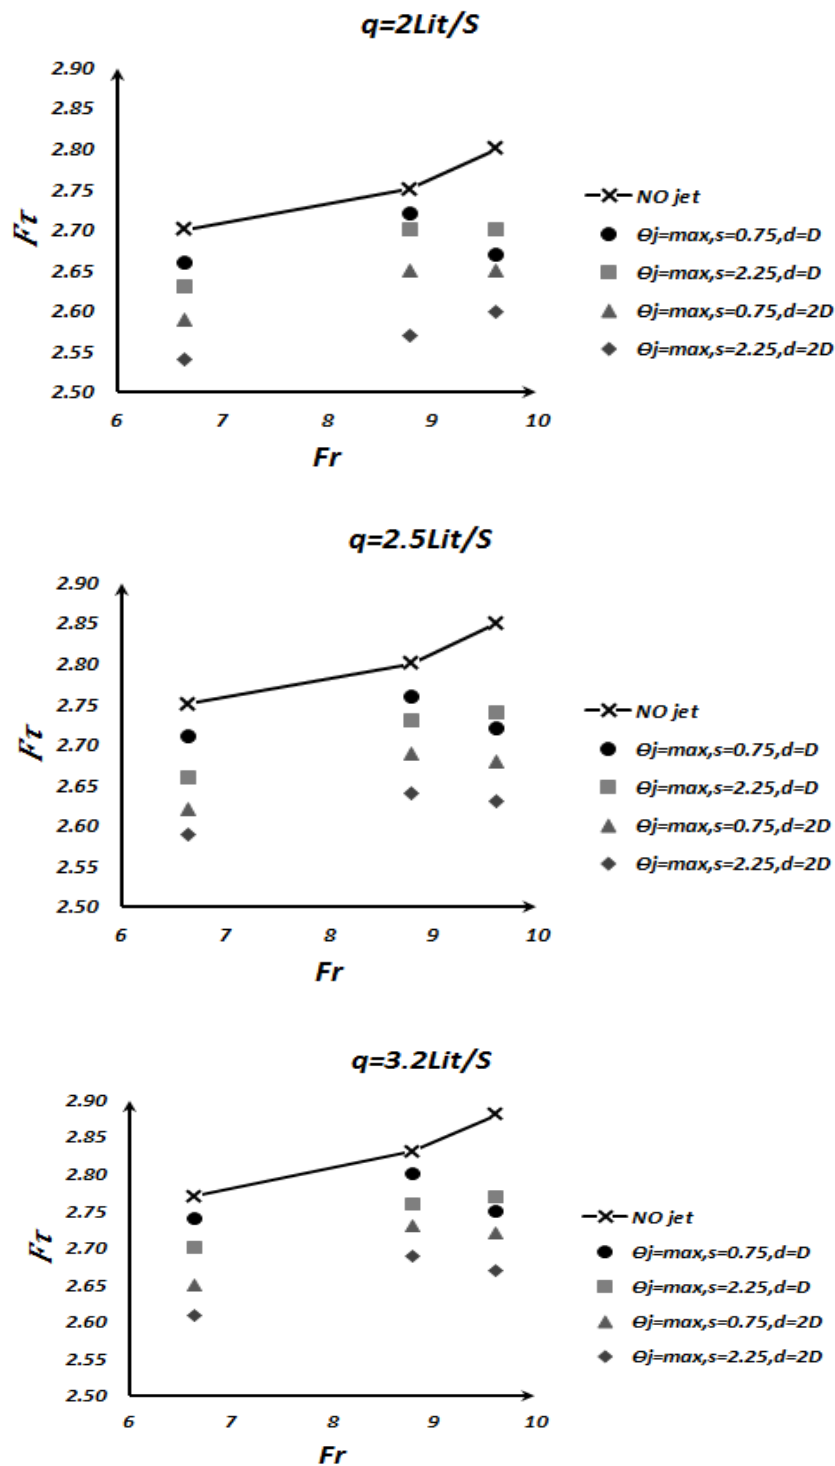 q=2Lit/S
2.90
2.85
2.80
2.75
2.70
2.65
2.60
2.55
2.50
Fτ
6 7 8 9 10
Fr
NO jet
Θj=max,s=0.75,d=D
Θj=max,s=2.25,d=D
Θj=max,s=0.75,d=2D
Θj=max,s=2.25,d=2D
q=2.5Lit/S
2.90
2.85
2.80
2.75
2.70
2.65
2.60
2.55
2.50
Fτ
6 7 8 9 10
Fr
NO jet
Θj=max,s=0.75,d=D
Θj=max,s=2.25,d=D
Θj=max,s=0.75,d=2D
Θj=max,s=2.25,d=2D
q=3.2Lit/S
2.90
2.85
2.80
2.75
2.70
2.65
2.60
2.55
2.50
Fτ
6 7 8 9 10
Fr
NO jet
Θj=max,s=0.75,d=D
Θj=max,s=2.25,d=D
Θj=max,s=0.75,d=2D
Θj=max,s=2.25,d=2D